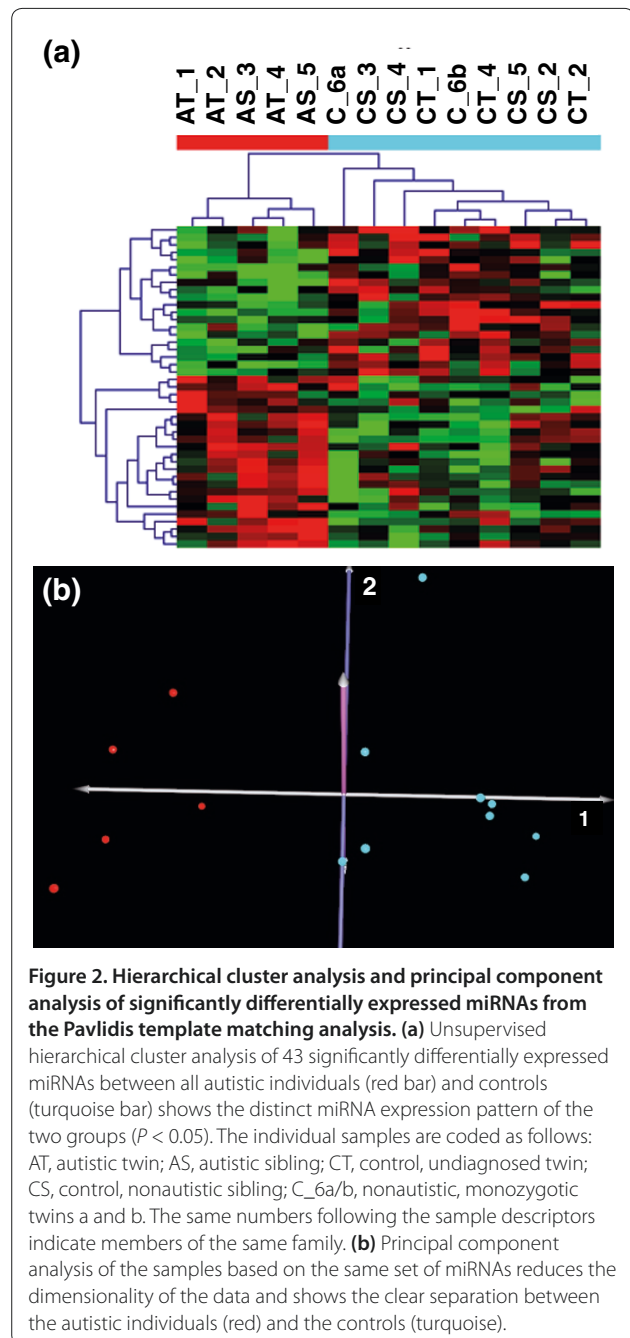 (a)
AT_1
AT_2
AS_3
AT_4
AS_5
C_6a
CS_3
CS_4
CT_1
C_6b
CT_4
CS_5
CS_2
CT_2
(b)
2
1
Figure 2. Hierarchical cluster analysis and principal component
analysis of significantly differentially expressed miRNAs from
the Pavlidis template matching analysis. (a) Unsupervised
hierarchical cluster analysis of 43 significantly differentially expressed
miRNAs between all autistic individuals (red bar) and controls
(turquoise bar) shows the distinct miRNA expression pattern of the
two groups (P < 0.05). The individual samples are coded as follows:
AT, autistic twin; AS, autistic sibling; CT, control, undiagnosed twin;
CS, control, nonautistic sibling; C_6a/b, nonautistic, monozygotic
twins a and b. The same numbers following the sample descriptors
indicate members of the same family. (b) Principal component
analysis of the samples based on the same set of miRNAs reduces the
dimensionality of the data and shows the clear separation between
the autistic individuals (red) and the controls (turquoise).